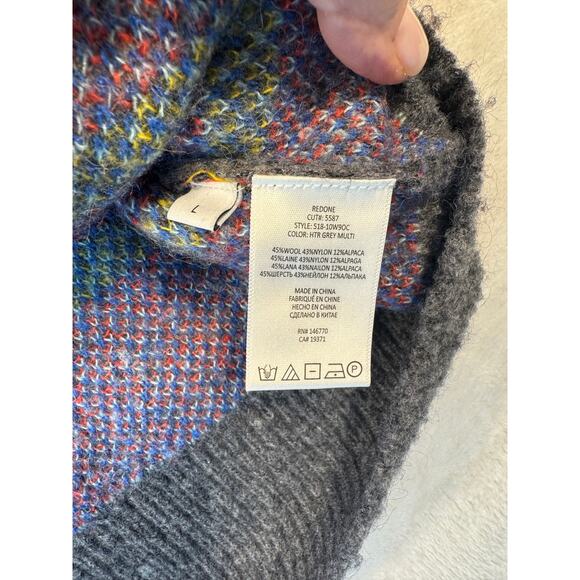 L
REDONE
CUT#: 5587
STYLE: 518-10W9OC
COLOR: HTR GREY MULTI
45%WOOL 43%NYLON 12%ALPACA
45%LAINE 43%NYLON 12%ALPAGA
45%LANA 43%NAILON 12%ALPACA
45%ШЕРСТЬ 43%НЕЙЛОН 12%АЛЬПАКА
MADE IN CHINA
FABRIQUÉ EN CHINE
HECHO EN CHINA
СДЕЛАНО В КИТАЕ
RN# 146770
CA# 19371
P